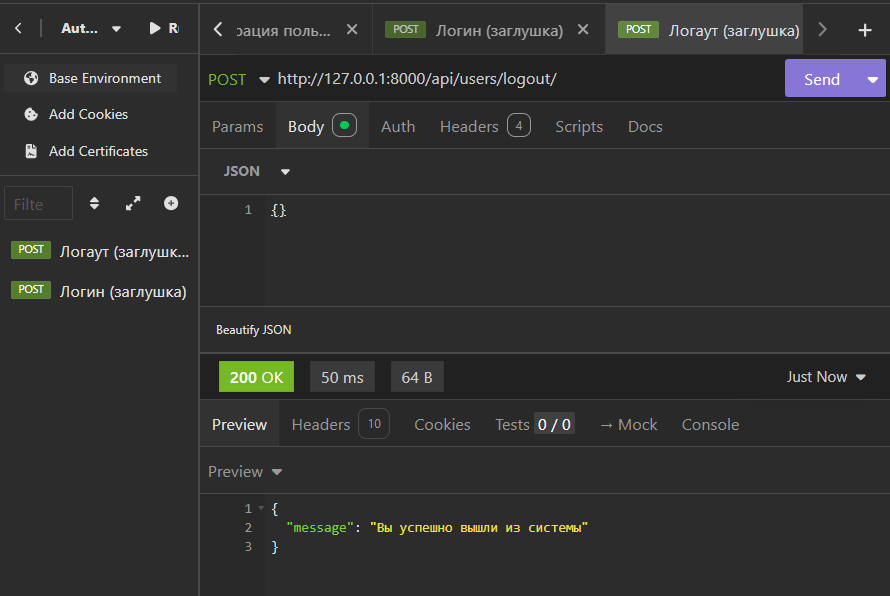 Aut... R
Base Environment
Add Cookies
Add Certificates
Filte
POST Логаут (заглушк...
POST Логин (заглушка)
рация поль...
POST Логин (заглушка)
POST Логаут (заглушка)
POST http://127.0.0.1:8000/api/users/logout/ Send
Params Body Auth Headers 4 Scripts Docs
JSON
1 {}
Beautify JSON
200 OK 50 ms 64 B Just Now
Preview Headers 10 Cookies Tests 0 / 0 → Mock Console
Preview
1 {
2 "message": "Вы успешно вышли из системы"
3 }